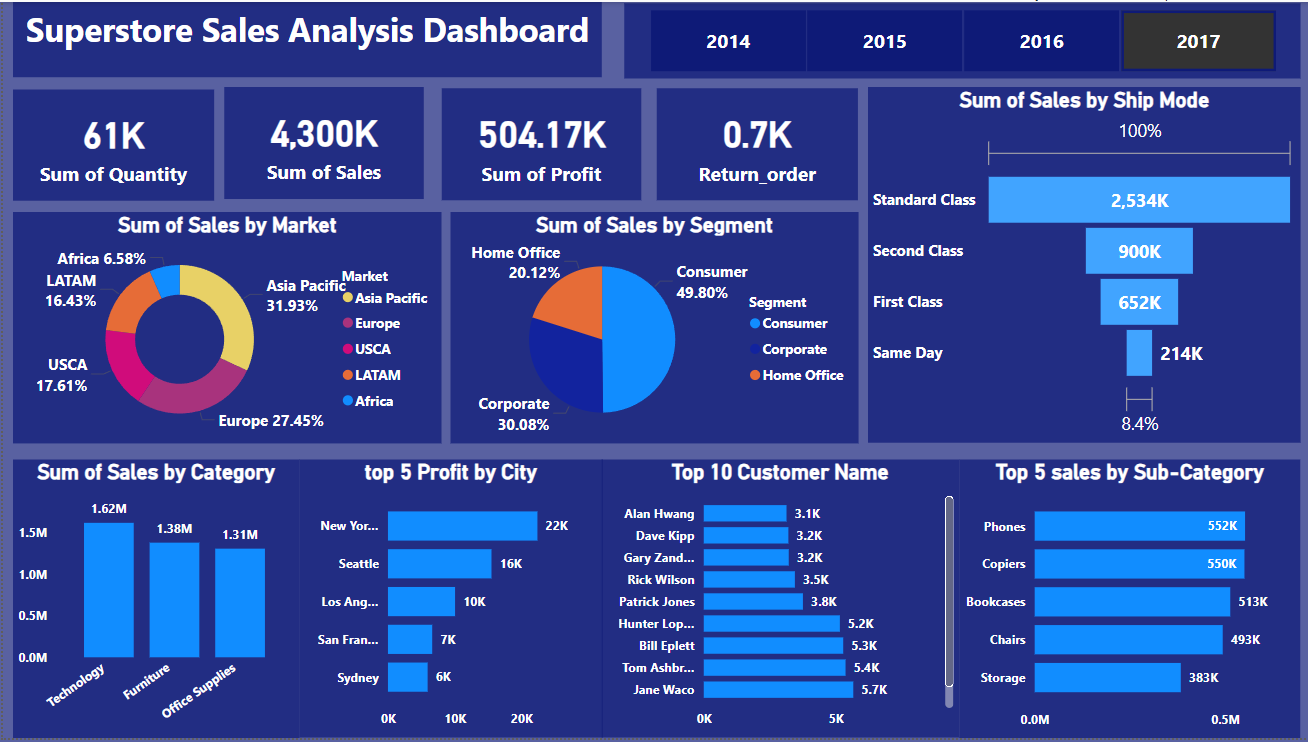 Superstore Sales Analysis Dashboard
2014 2015 2016 2017
61K
Sum of Quantity
4,300K
Sum of Sales
504.17K
Sum of Profit
0.7K
Return_order
Sum of Sales by Ship Mode
100%
Standard Class 2,534K
Second Class 900K
First Class 652K
Same Day 214K
8.4%
Sum of Sales by Market
Africa 6.58%
LATAM
16.43%
USCA
17.61%
Europe 27.45%
Asia Pacific
31.93%
Market
Asia Pacific
Europe
USCA
LATAM
Africa
Sum of Sales by Segment
Home Office
20.12%
Consumer
49.80%
Corporate
30.08%
Segment
Consumer
Corporate
Home Office
Sum of Sales by Category
1.5M
1.0M
0.5M
0.0M
1.62M
1.38M
1.31M
Technology
Furniture
Office Supplies
top 5 Profit by City
New Yor... 22K
Seattle 16K
Los Ang... 10K
San Fran... 7K
Sydney 6K
0K 10K 20K
Top 10 Customer Name
Alan Hwang 3.1K
Dave Kipp 3.2K
Gary Zand... 3.2K
Rick Wilson 3.5K
Patrick Jones 3.8K
Hunter Lop... 5.2K
Bill Eplett 5.3K
Tom Ashbr... 5.4K
Jane Waco 5.7K
0K 5K
Top 5 sales by Sub-Category
Phones 552K
Copiers 550K
Bookcases 513K
Chairs 493K
Storage 383K
0.0M 0.5M